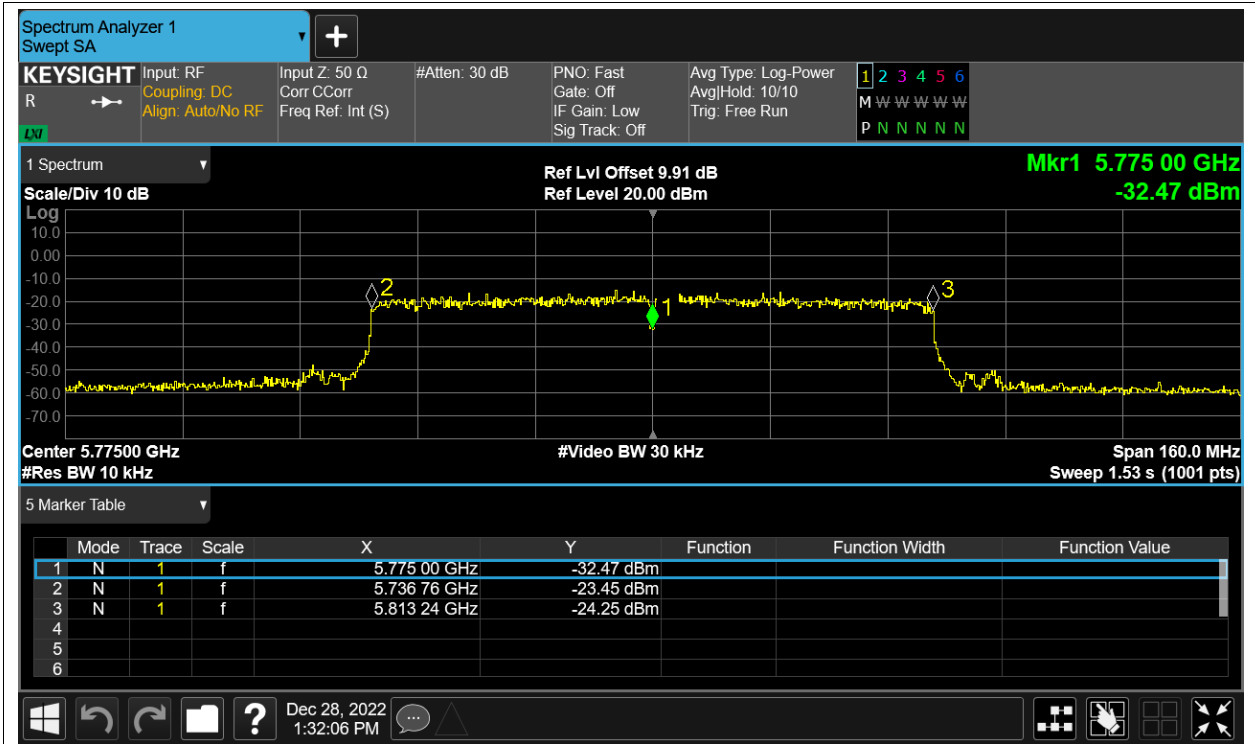 Spectrum Analyzer 1
Swept SA
KEYSIGHT
R
LXI
Input: RF
Coupling: DC
Align: Auto/No RF
Input Z: 50 Ω
Corr CCorr
Freq Ref: Int (S)
#Atten: 30 dB
PNO: Fast
Gate: Off
IF Gain: Low
Sig Track: Off
Avg Type: Log-Power
Avg|Hold: 10/10
Trig: Free Run
1 2 3 4 5 6
M W W W W W
P N N N N N
1 Spectrum
Scale/Div 10 dB
Ref Lvl Offset 9.91 dB
Ref Level 20.00 dBm
Mkr1 5.775 00 GHz
-32.47 dBm
Log
10.0
0.00
-10.0
-20.0
-30.0
-40.0
-50.0
-60.0
-70.0
2
1
3
Center 5.77500 GHz
#Res BW 10 kHz
#Video BW 30 kHz
Span 160.0 MHz
Sweep 1.53 s (1001 pts)
5 Marker Table
Mode Trace Scale X Y Function Function Width Function Value
1 N 1 f 5.775 00 GHz -32.47 dBm
2 N 1 f 5.736 76 GHz -23.45 dBm
3 N 1 f 5.813 24 GHz -24.25 dBm
4
5
6
?
Dec 28, 2022
1:32:06 PM